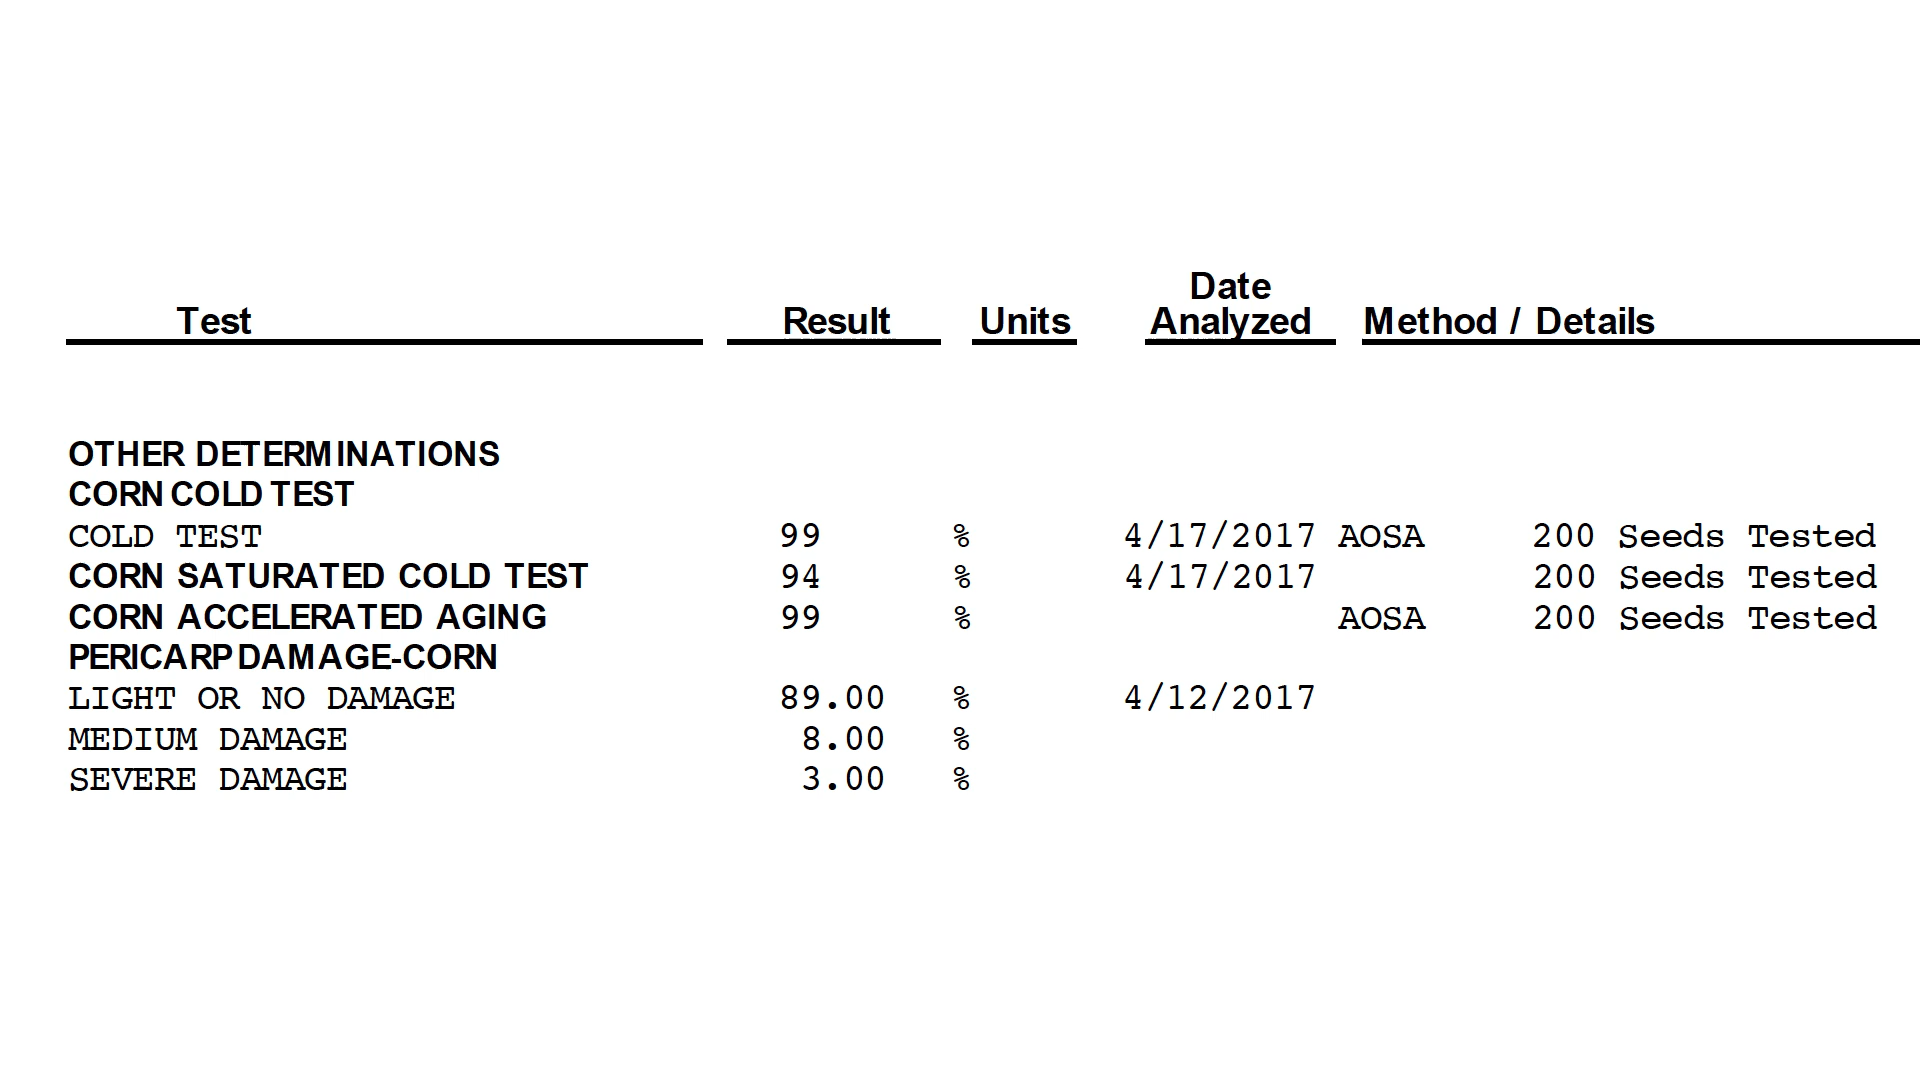 Date
Test Result Units Analyzed Method / Details
OTHER DETERMINATIONS
CORN COLD TEST
COLD TEST 99 % 4/17/2017 AOSA 200 Seeds Tested
CORN SATURATED COLD TEST 94 % 4/17/2017 200 Seeds Tested
CORN ACCELERATED AGING 99 % AOSA 200 Seeds Tested
PERICARP DAMAGE-CORN
LIGHT OR NO DAMAGE 89.00 % 4/12/2017
MEDIUM DAMAGE 8.00 %
SEVERE DAMAGE 3.00 %